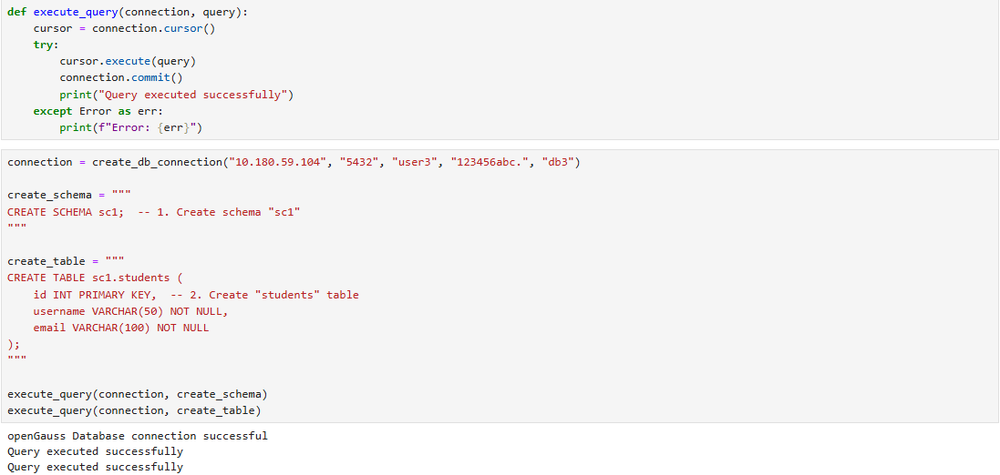 def execute_query(connection, query):
    cursor = connection.cursor()
    try:
        cursor.execute(query)
        connection.commit()
        print("Query executed successfully")
    except Error as err:
        print(f"Error: {err}")
connection = create_db_connection("10.180.59.104", "5432", "user3", "123456abc.", "db3")
create_schema = """
CREATE SCHEMA sc1;  -- 1. Create schema "sc1"
"""
create_table = """
CREATE TABLE sc1.students (
    id INT PRIMARY KEY,  -- 2. Create "students" table
    username VARCHAR(50) NOT NULL,
    email VARCHAR(100) NOT NULL
);
"""
execute_query(connection, create_schema)
execute_query(connection, create_table)
openGauss Database connection successful
Query executed successfully
Query executed successfully